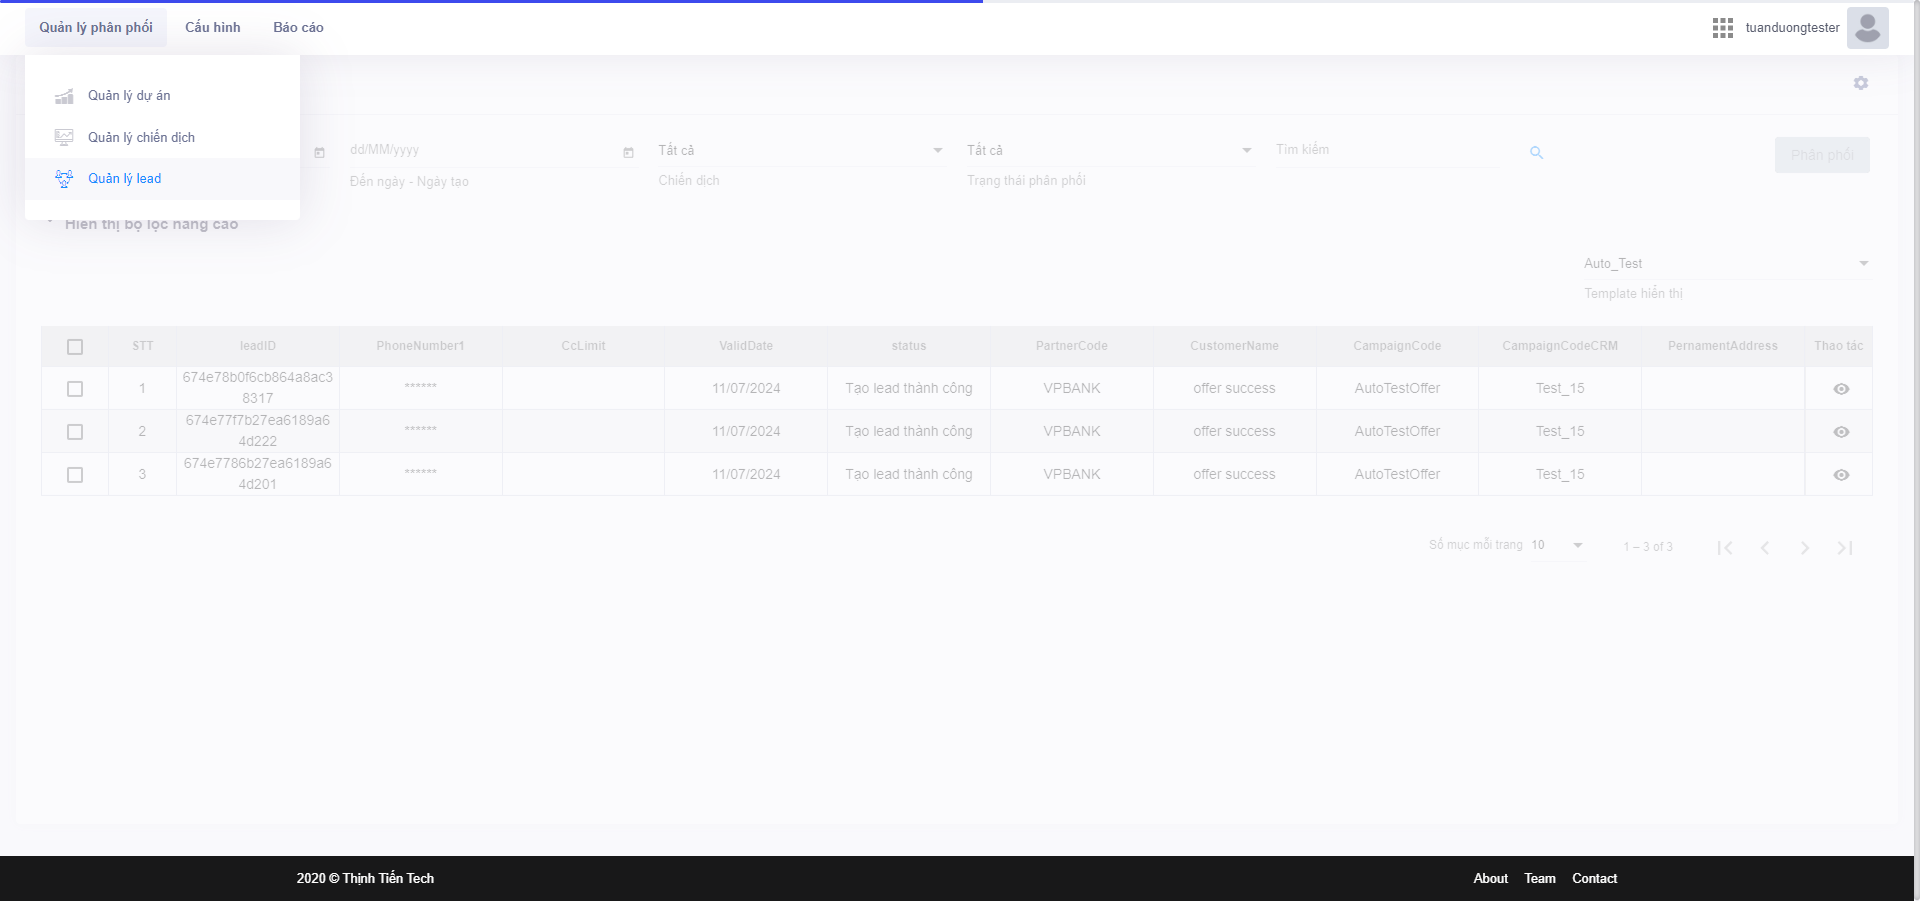 Quản lý phân phối Cấu hình Báo cáo tuanduongtester
Quản lý dự án
Quản lý chiến dịch
Quản lý lead
dd/MM/yyyy Tất cả Tất cả Tìm kiếm Phân phối
Đến ngày - Ngày tạo Chiến dịch Trạng thái phân phối
Hiển thị bộ lọc nâng cao
Auto_Test
Template hiển thị
STT leadID PhoneNumber1 CcLimit ValidDate status PartnerCode CustomerName CampaignCode CampaignCodeCRM PernamentAddress Thao tác
1 674e78b0f6cb864a8ac3 ****** 11/07/2024 Tạo lead thành công VPBANK offer success AutoTestOffer Test_15
8317
2 674e77f7b27ea6189a6 ****** 11/07/2024 Tạo lead thành công VPBANK offer success AutoTestOffer Test_15
4d222
3 674e7786b27ea6189a6 ****** 11/07/2024 Tạo lead thành công VPBANK offer success AutoTestOffer Test_15
4d201
Số mục mỗi trang 10 1 – 3 of 3
2020 © Thịnh Tiến Tech About Team Contact